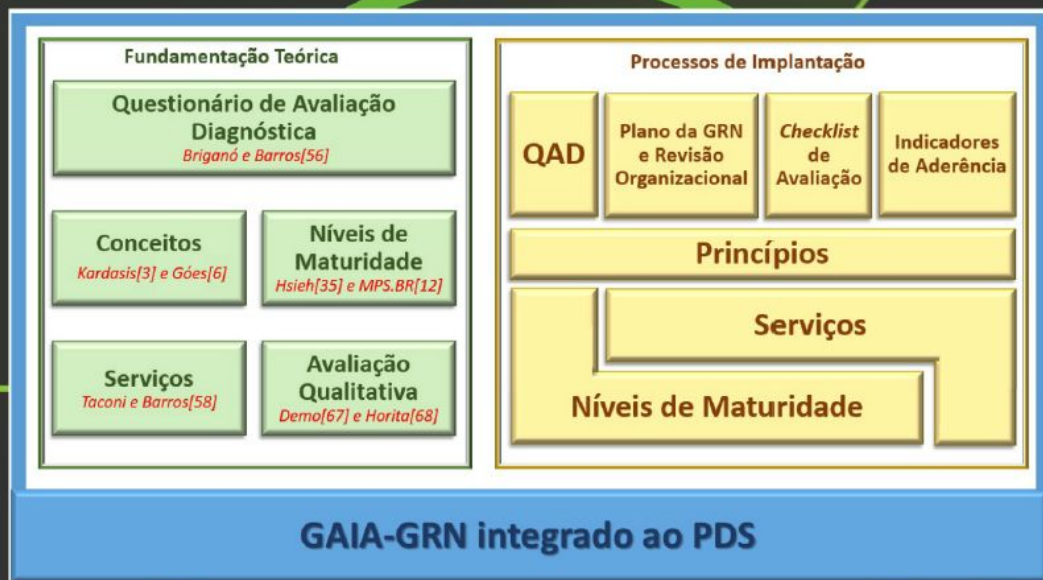 Fundamentação Teórica
Questionário de Avaliação
Diagnóstica
Briganó e Barros[56]
Conceitos
Kardasis[3] e Góes[6]
Níveis de
Maturidade
Hsieh[35] e MPS.BR[12]
Serviços
Taconi e Barros[58]
Avaliação
Qualitativa
Demo[67] e Horita[68]
Processos de Implantação
QAD
Plano da GRN
e Revisão
Organizacional
Checklist
de
Avaliação
Indicadores
de Aderência
Princípios
Serviços
Níveis de Maturidade
GAIA-GRN integrado ao PDS